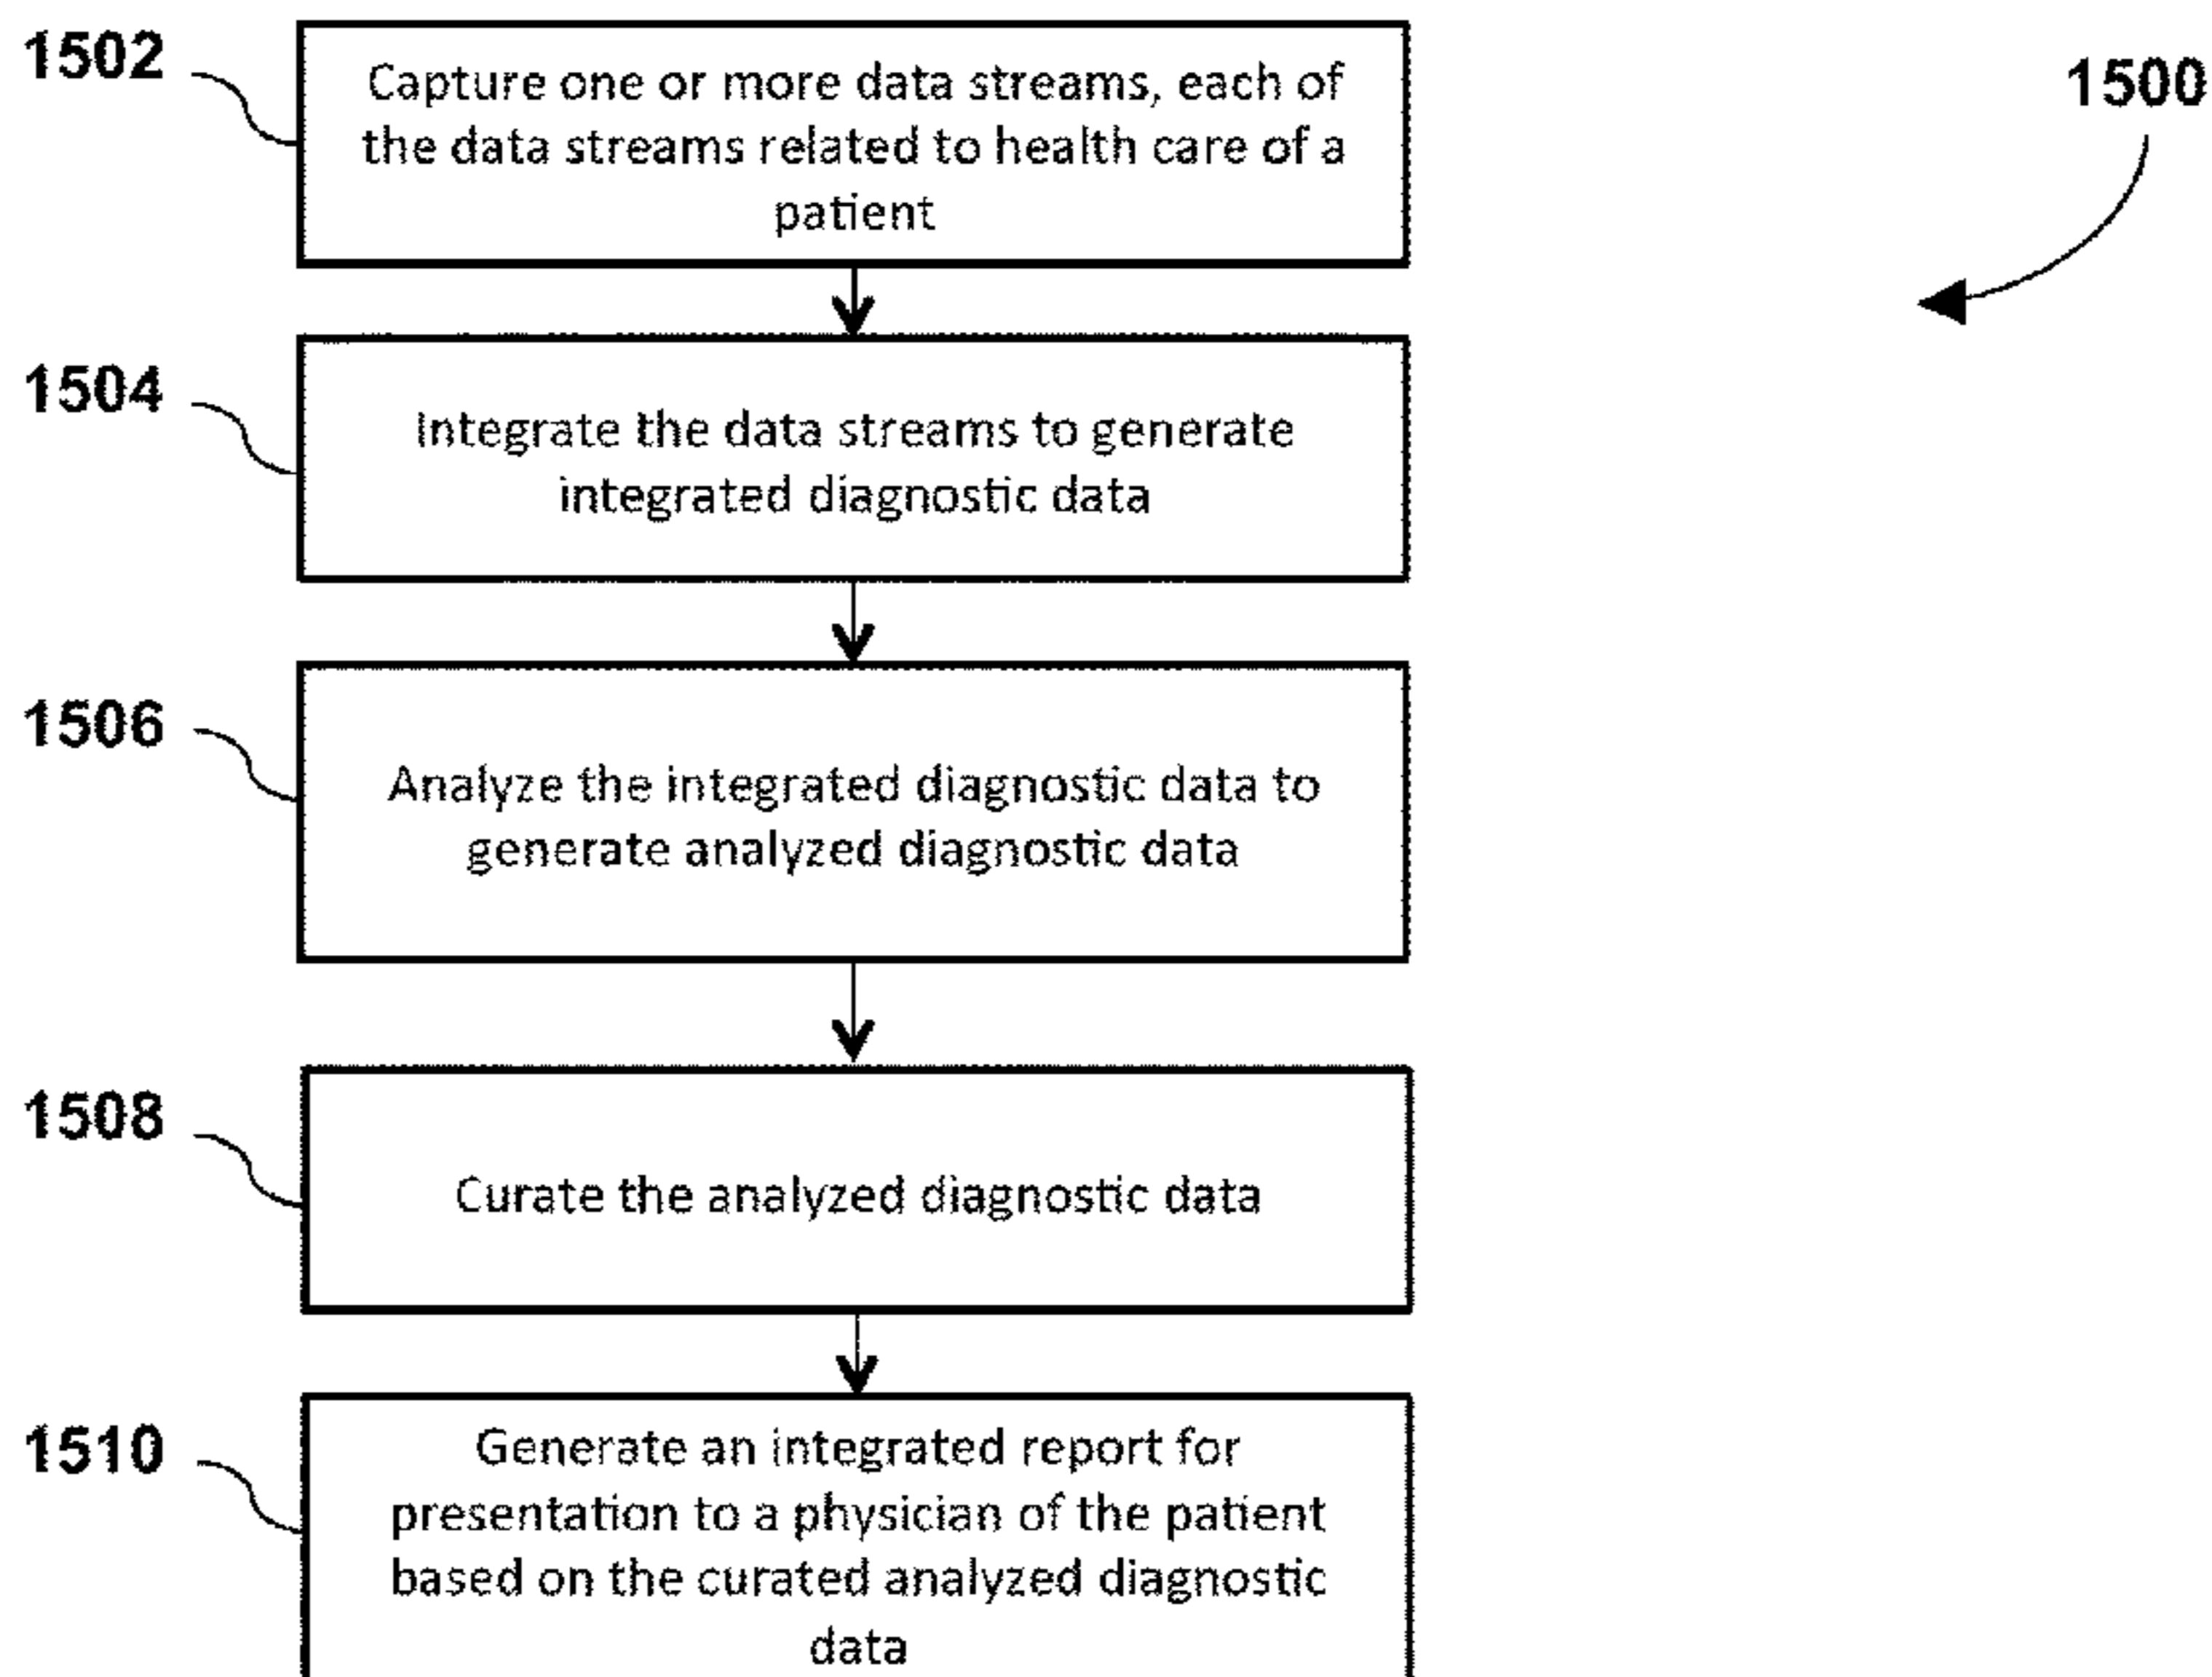 1502
Capture one or more data streams, each of
the data streams related to health care of a
patient
1500
1504
Integrate the data streams to generate
integrated diagnostic data
1506
Analyze the integrated diagnostic data to
generate analyzed diagnostic data
1508
Curate the analyzed diagnostic data
1510
Generate an integrated report for
presentation to a physician of the patient
based on the curated analyzed diagnostic
data